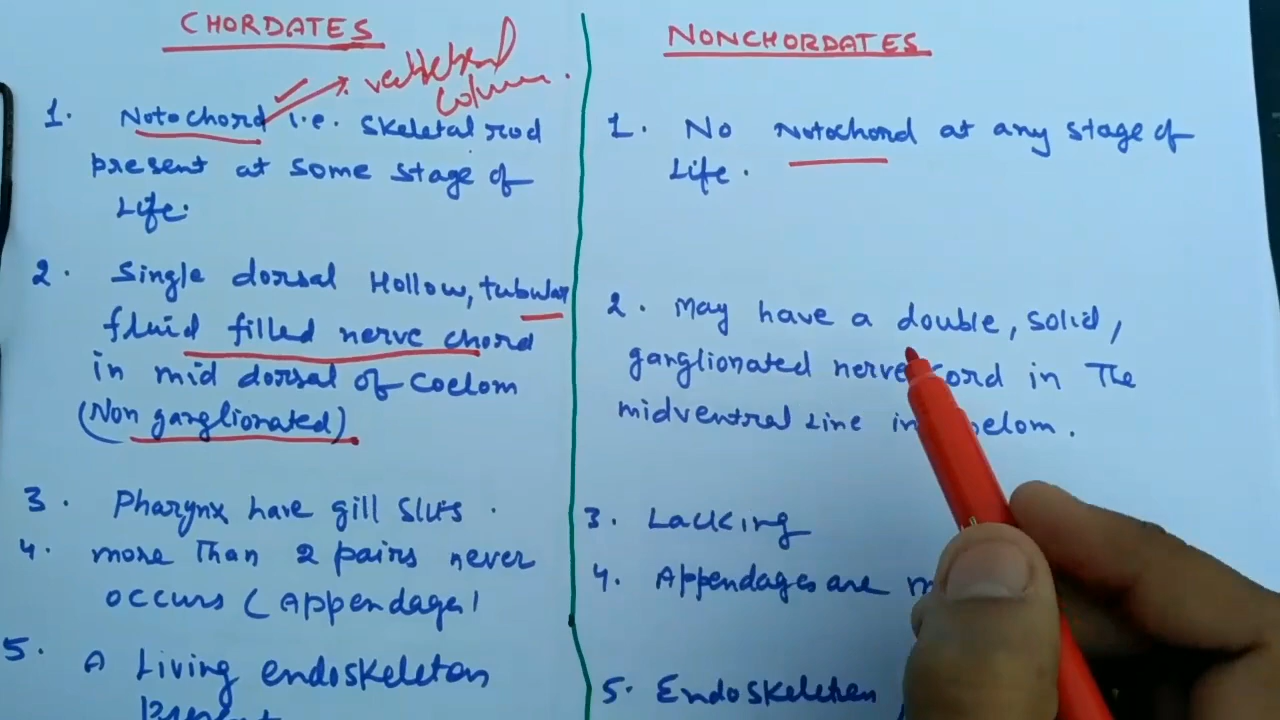 CHORDATES
vertebral
column.
1. Notochord i.e. skeletal rod
present at some stage of
Life.
2. Single dorsal Hollow, tubular
fluid filled nerve chord
in mid dorsal of coelom
(Non ganglionated)
3. Pharynx have gill slits.
4. more than 2 pairs never
occurs (Appendage)
5. A Living endoskeleton
Present
NONCHORDATES
1. No notochord at any stage of
Life.
2. May have a double, solid,
ganglionated nerve cord in The
midventral Line in
3. Lacking
4. Appendages are
5. Endoskeleton